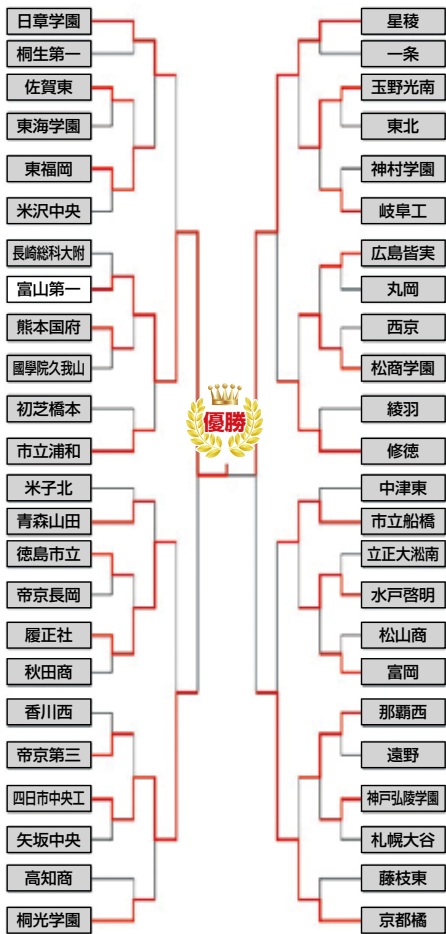 日章学園
桐生第一
佐賀東
東海学園
東福岡
米沢中央
長崎総科大附
富山第一
熊本国府
國學院久我山
初芝橋本
市立浦和
米子北
青森山田
徳島市立
帝京長岡
履正社
秋田商
香川西
帝京第三
四日市中央工
矢坂中央
高知商
桐光学園
優勝
星稜
一条
玉野光南
東北
神村学園
岐阜工
広島皆実
丸岡
西京
松商学園
綾羽
修徳
中津東
市立船橋
立正大淞南
水戸啓明
松山商
富岡
那覇西
遠野
神戸弘陵学園
札幌大谷
藤枝東
京都橘